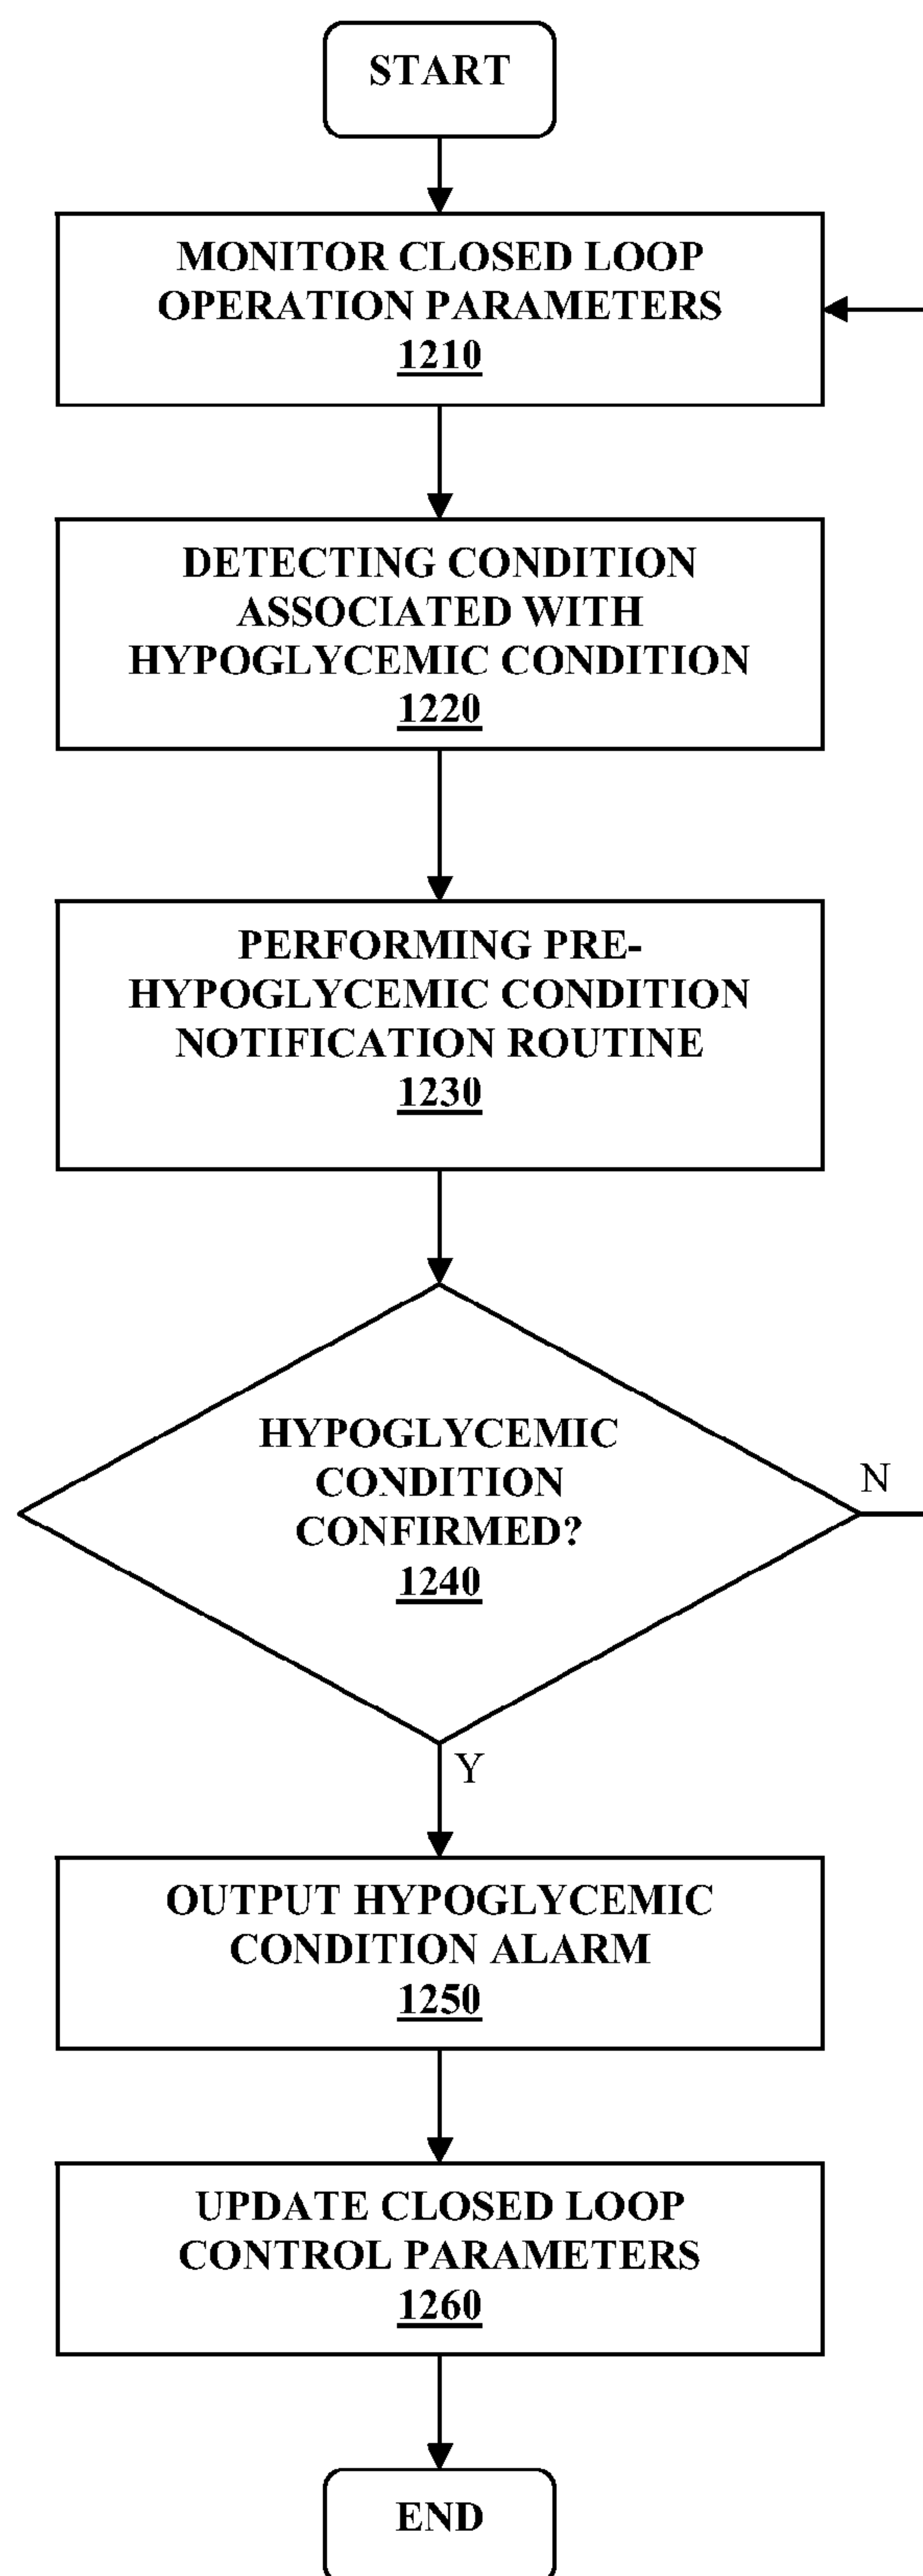 START
MONITOR CLOSED LOOP
OPERATION PARAMETERS
1210
DETECTING CONDITION
ASSOCIATED WITH
HYPOGLYCEMIC CONDITION
1220
PERFORMING PRE-
HYPOGLYCEMIC CONDITION
NOTIFICATION ROUTINE
1230
HYPOGLYCEMIC
CONDITION
CONFIRMED?
1240
N
Y
OUTPUT HYPOGLYCEMIC
CONDITION ALARM
1250
UPDATE CLOSED LOOP
CONTROL PARAMETERS
1260
END